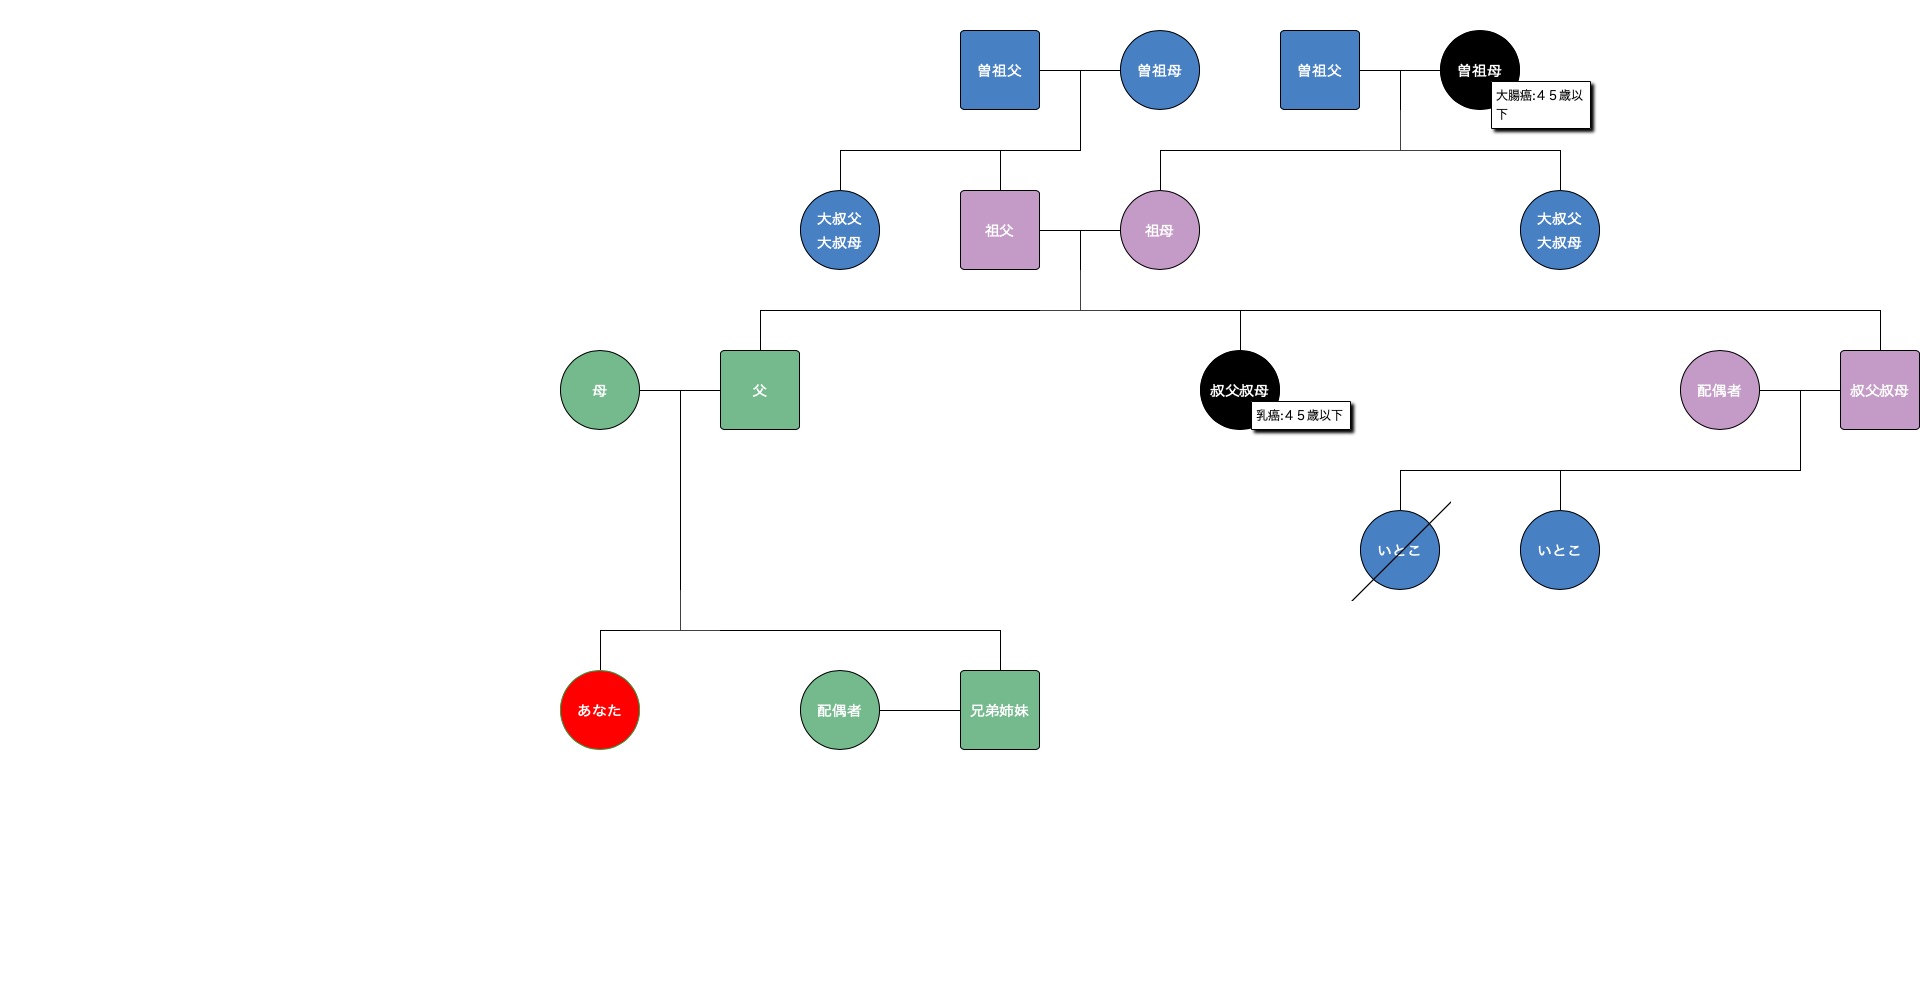 曽祖父
曽祖母
曽祖父
曽祖母
大腸癌:４５歳以
下
大叔父
大叔母
祖父
祖母
大叔父
大叔母
母
父
叔父叔母
乳癌:４５歳以下
配偶者
叔父叔母
いとこ
いとこ
あなた
配偶者
兄弟姉妹